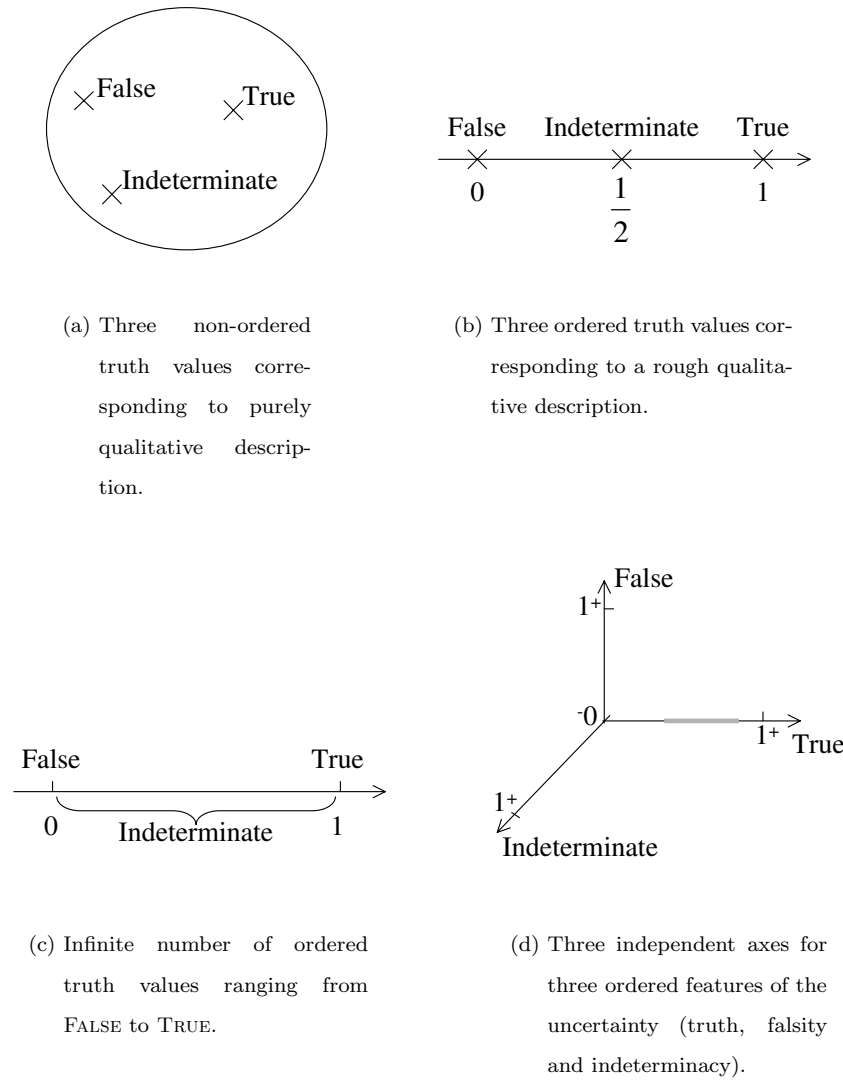 False
True
Indeterminate
False Indeterminate True
0 1/2 1
(a) Three non-ordered
truth values corre-
sponding to purely
qualitative descrip-
tion.
(b) Three ordered truth values cor-
responding to a rough qualita-
tive description.
False True
0 Indeterminate 1
False
1+
-0
1+
True
1+
Indeterminate
(c) Infinite number of ordered
truth values ranging from
FALSE to TRUE.
(d) Three independent axes for
three ordered features of the
uncertainty (truth, falsity
and indeterminacy).